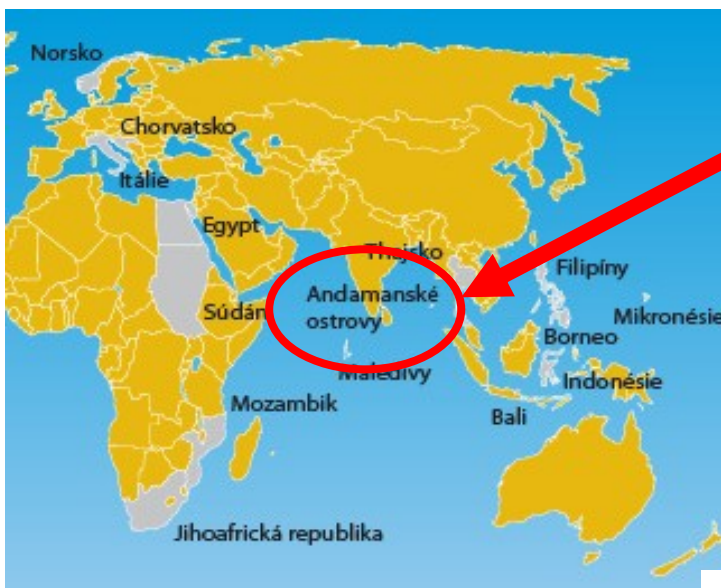 Norsko
Chorvatsko
Itálie
Egypt
Thajsko
Filipíny
Andamanské
ostrovy
Súdán
Mikronésie
Borneo
Maledivy
Indonésie
Mozambik
Bali
Jihoafrická republika